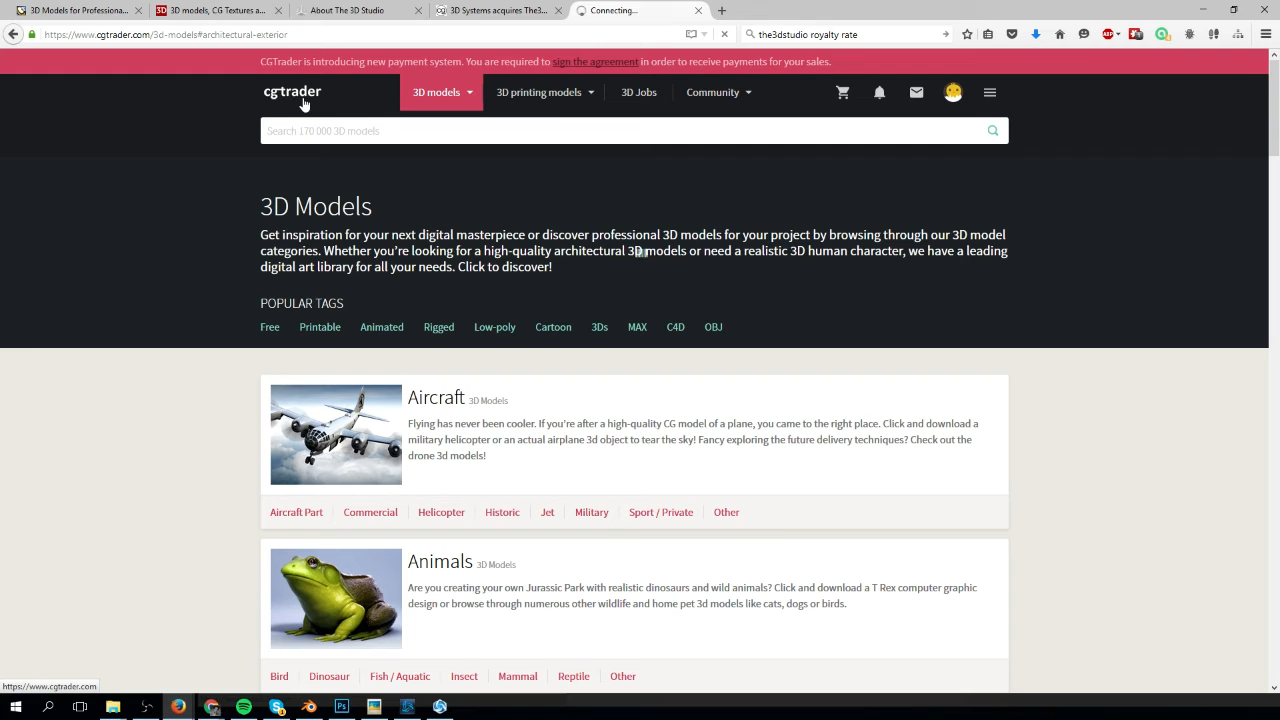 3D Models for Professiona...
3D models, CG Textures a...
About The 3D Studio
3D Systems acquires The3...
Connecting...
https://www.cgtrader.com/3d-models#architectural-exterior
the3dstudio royalty rate
CGTrader is introducing new payment system. You are required to sign the agreement in order to receive payments for your sales.
cgtrader
3D models
3D printing models
3D Jobs
Community
Search 170 000 3D models
3D Models
Get inspiration for your next digital masterpiece or discover professional 3D models for your project by browsing through our 3D model
categories. Whether you're looking for a high-quality architectural 3D models or need a realistic 3D human character, we have a leading
digital art library for all your needs. Click to discover!
POPULAR TAGS
Free Printable Animated Rigged Low-poly Cartoon 3Ds MAX C4D OBJ
Aircraft 3D Models
Flying has never been cooler. If you're after a high-quality CG model of a plane, you came to the right place. Click and download a
military helicopter or an actual airplane 3d object to tear the sky! Fancy exploring the future delivery techniques? Check out the
drone 3d models!
Aircraft Part Commercial Helicopter Historic Jet Military Sport / Private Other
Animals 3D Models
Are you creating your own Jurassic Park with realistic dinosaurs and wild animals? Click and download a T Rex computer graphic
design or browse through numerous other wildlife and home pet 3d models like cats, dogs or birds.
Bird Dinosaur Fish / Aquatic Insect Mammal Reptile Other
https://www.cgtrader.com